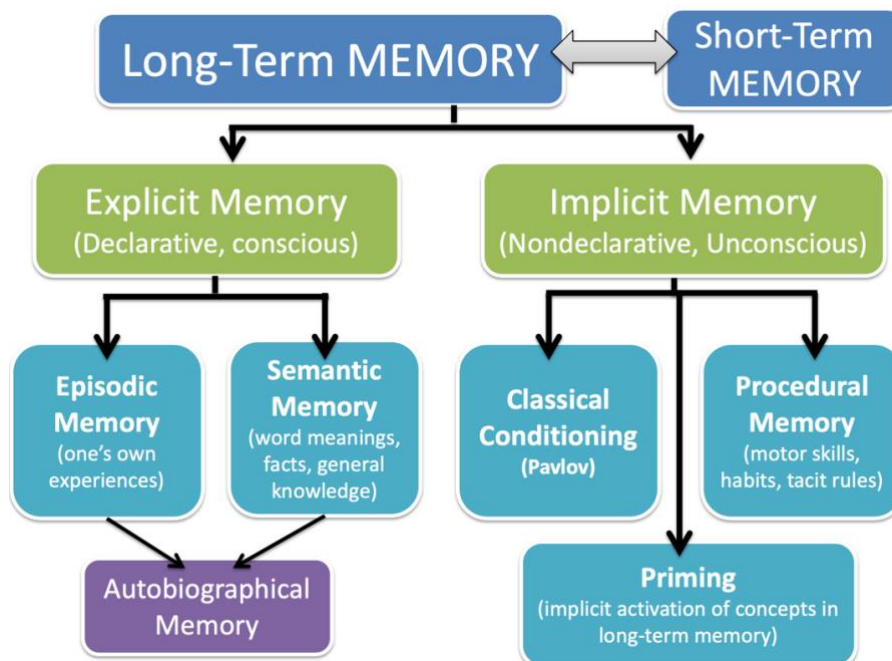 Long-Term MEMORY
Short-Term
MEMORY
Explicit Memory
(Declarative, conscious)
Implicit Memory
(Nondeclarative, Unconscious)
Episodic
Memory
(one's own
experiences)
Semantic
Memory
(word meanings,
facts, general
knowledge)
Classical
Conditioning
(Pavlov)
Procedural
Memory
(motor skills,
habits, tacit rules)
Autobiographical
Memory
Priming
(implicit activation of concepts in
long-term memory)